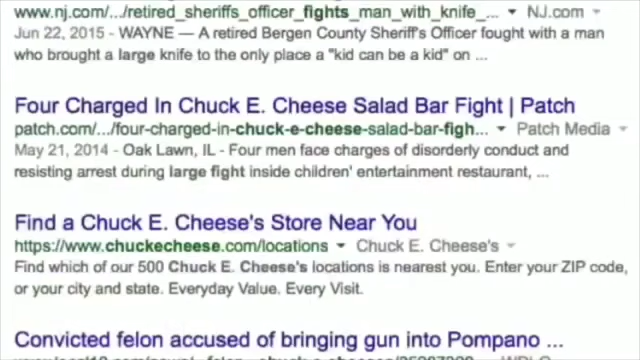 www.nj.com/.../retired_sheriffs_officer_fights_man_with_knife_... ▾ NJ.com ▾
Jun 22, 2015 - WAYNE — A retired Bergen County Sheriff's Officer fought with a man
who brought a large knife to the only place a "kid can be a kid" on ...
Four Charged In Chuck E. Cheese Salad Bar Fight | Patch
patch.com/.../four-charged-in-chuck-e-cheese-salad-bar-figh... ▾ Patch Media ▾
May 21, 2014 - Oak Lawn, IL - Four men face charges of disorderly conduct and
resisting arrest during large fight inside children' entertainment restaurant, ...
Find a Chuck E. Cheese's Store Near You
https://www.chuckecheese.com/locations ▾ Chuck E. Cheese's ▾
Find which of our 500 Chuck E. Cheese's locations is nearest you. Enter your ZIP code,
or your city and state. Everyday Value. Every Visit.
Convicted felon accused of bringing gun into Pompano ...